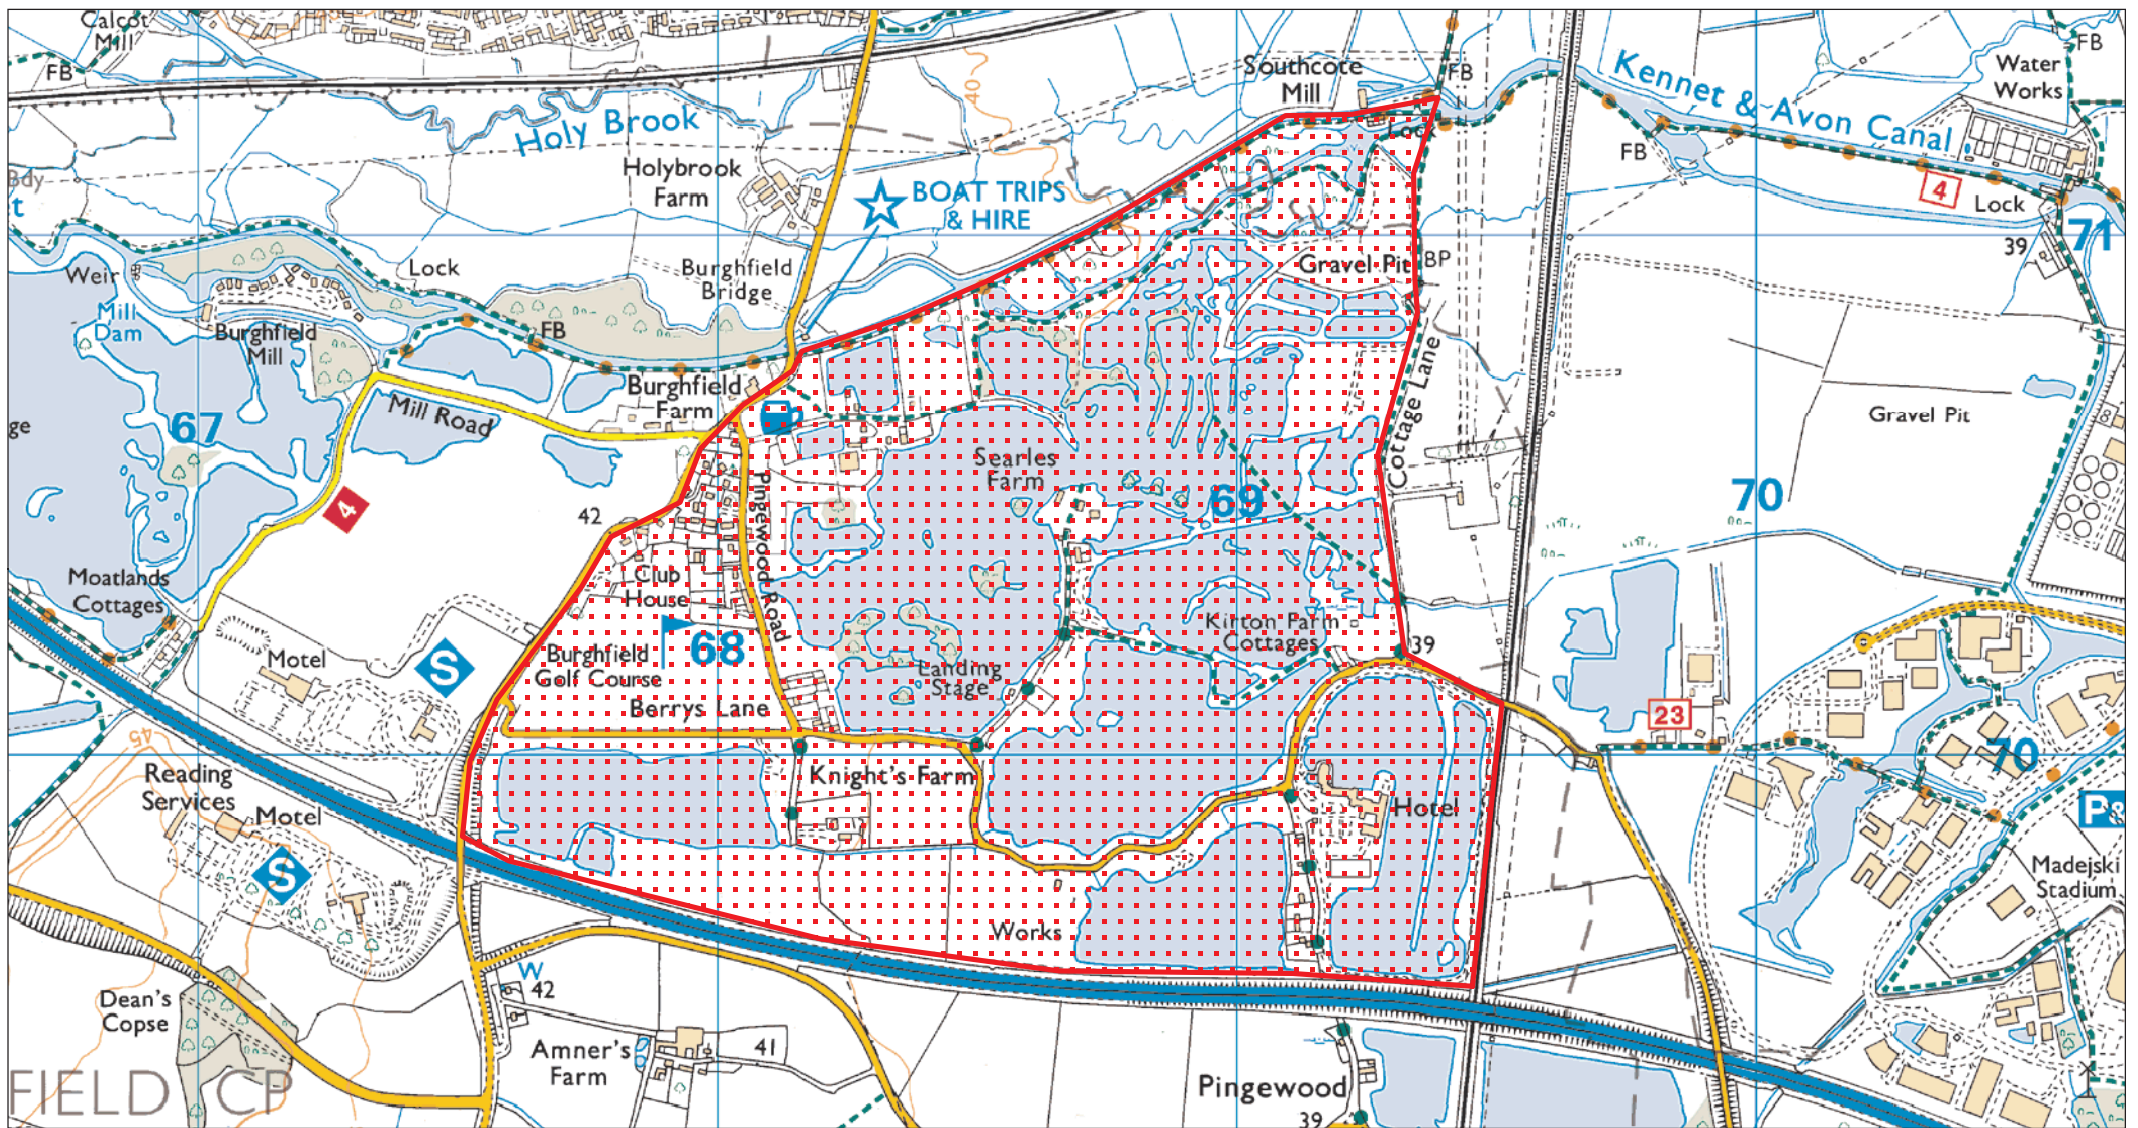 Calcot
Mill
FB
Holy Brook
Holybrook
Farm
BOAT TRIPS
& HIRE
40
Southcote
Mill
FB
Lock
Kennet & Avon Canal
FB
4
Lock
Water
Works
FB
71
39
Bdy
t
Weir
Mill
Dam
Burghfield
Mill
Lock
FB
Burghfield
Bridge
Burghfield
Farm
Mill Road
67
ge
4
42
Moatlands
Cottages
Motel
S
Gravel Pit
BP
Cottage Lane
Searles
Farm
69
Gravel Pit
70
Pingewood Road
Club
House
68
Burghfield
Golf Course
Berrys Lane
Landing
Stage
Kirton Farm
Cottages
39
23
70
P&
45
Reading
Services
Motel
S
Knight's Farm
Hotel
Works
Madejski
Stadium
W
42
Dean's
Copse
Amner's
Farm
41
Pingewood
39
FIELD CP